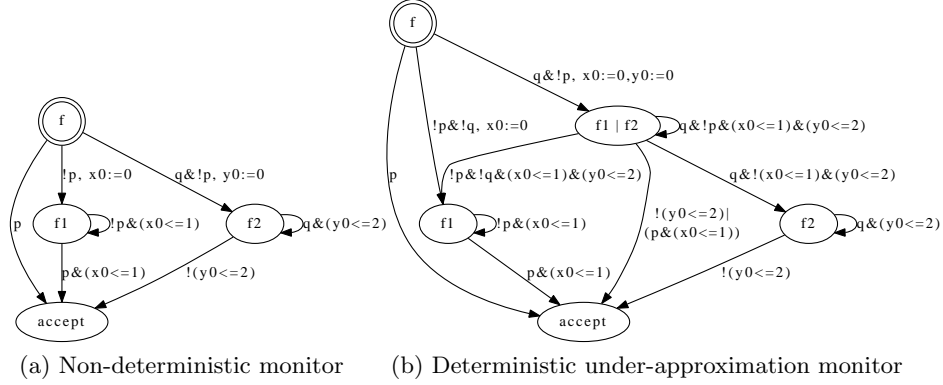 f
q&!p, x0:=0,y0:=0
f
!p&!q, x0:=0
f1 | f2
q&!p&(x0<=1)&(y0<=2)
!p, x0:=0
q&!p, y0:=0
p
!p&!q&(x0<=1)&(y0<=2)
q&!(x0<=1)&(y0<=2)
p
f1
!p&(x0<=1)
f2
q&(y0<=2)
f1
!p&(x0<=1)
!(y0<=2)|
(p&(x0<=1))
f2
q&(y0<=2)
p&(x0<=1)
!(y0<=2)
p&(x0<=1)
!(y0<=2)
accept
accept
(a) Non-deterministic monitor
(b) Deterministic under-approximation monitor